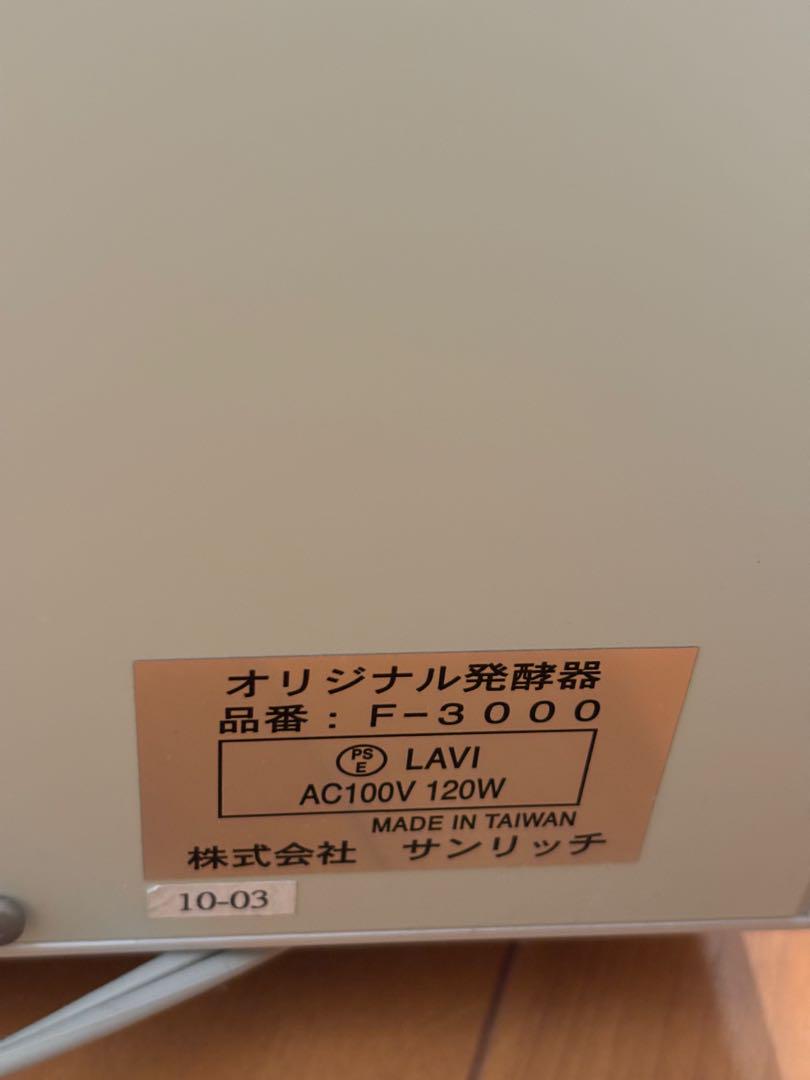 オリジナル発酵器
品番：F-3000
PSE LAVI
AC100V 120W
MADE IN TAIWAN
株式会社 サンリッチ
10-03